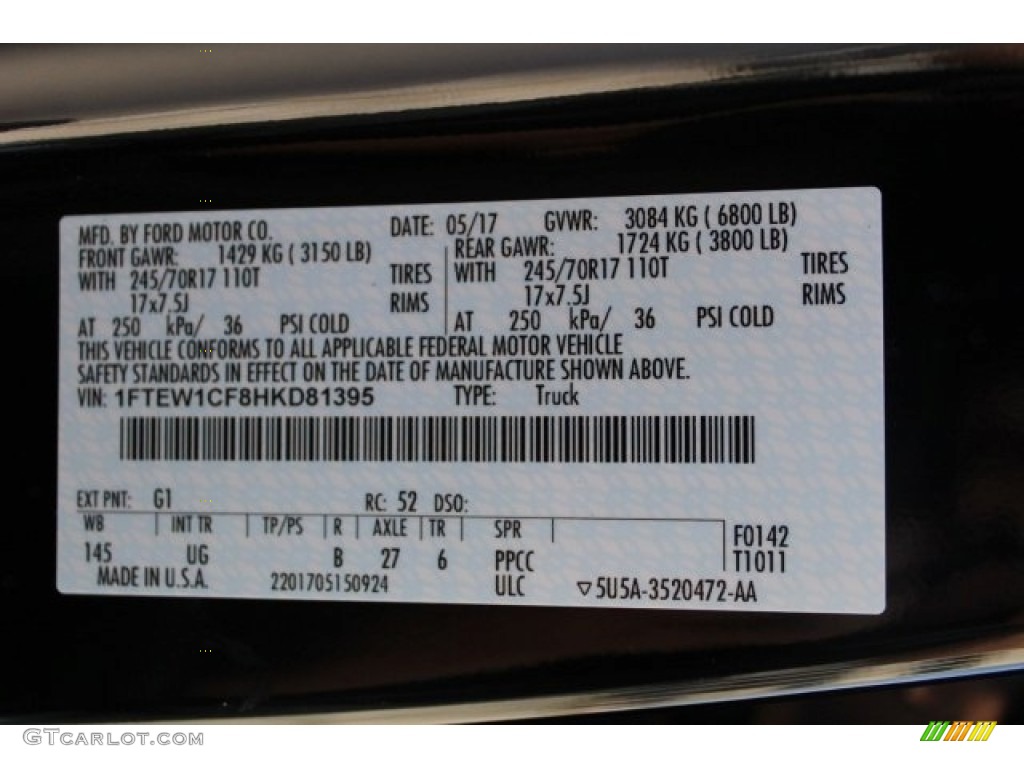 MFD. BY FORD MOTOR CO. DATE: 05/17 GVWR: 3084 KG ( 6800 LB)
FRONT GAWR: 1429 KG ( 3150 LB) REAR GAWR: 1724 KG ( 3800 LB)
WITH 245/70R17 110T TIRES WITH 245/70R17 110T TIRES
17x7.5J RIMS 17x7.5J RIMS
AT 250 kPa/ 36 PSI COLD AT 250 kPa/ 36 PSI COLD
THIS VEHICLE CONFORMS TO ALL APPLICABLE FEDERAL MOTOR VEHICLE
SAFETY STANDARDS IN EFFECT ON THE DATE OF MANUFACTURE SHOWN ABOVE.
VIN: 1FTEW1CF8HKD81395 TYPE: Truck
EXT PNT: G1 RC: 52 DSO:
WB INT TR TP/PS R AXLE TR SPR F0142
145 UG B 27 6 PPCC T1011
MADE IN U.S.A. 2201705150924 ULC ▽5U5A-3520472-AA
GTCARLOT.COM